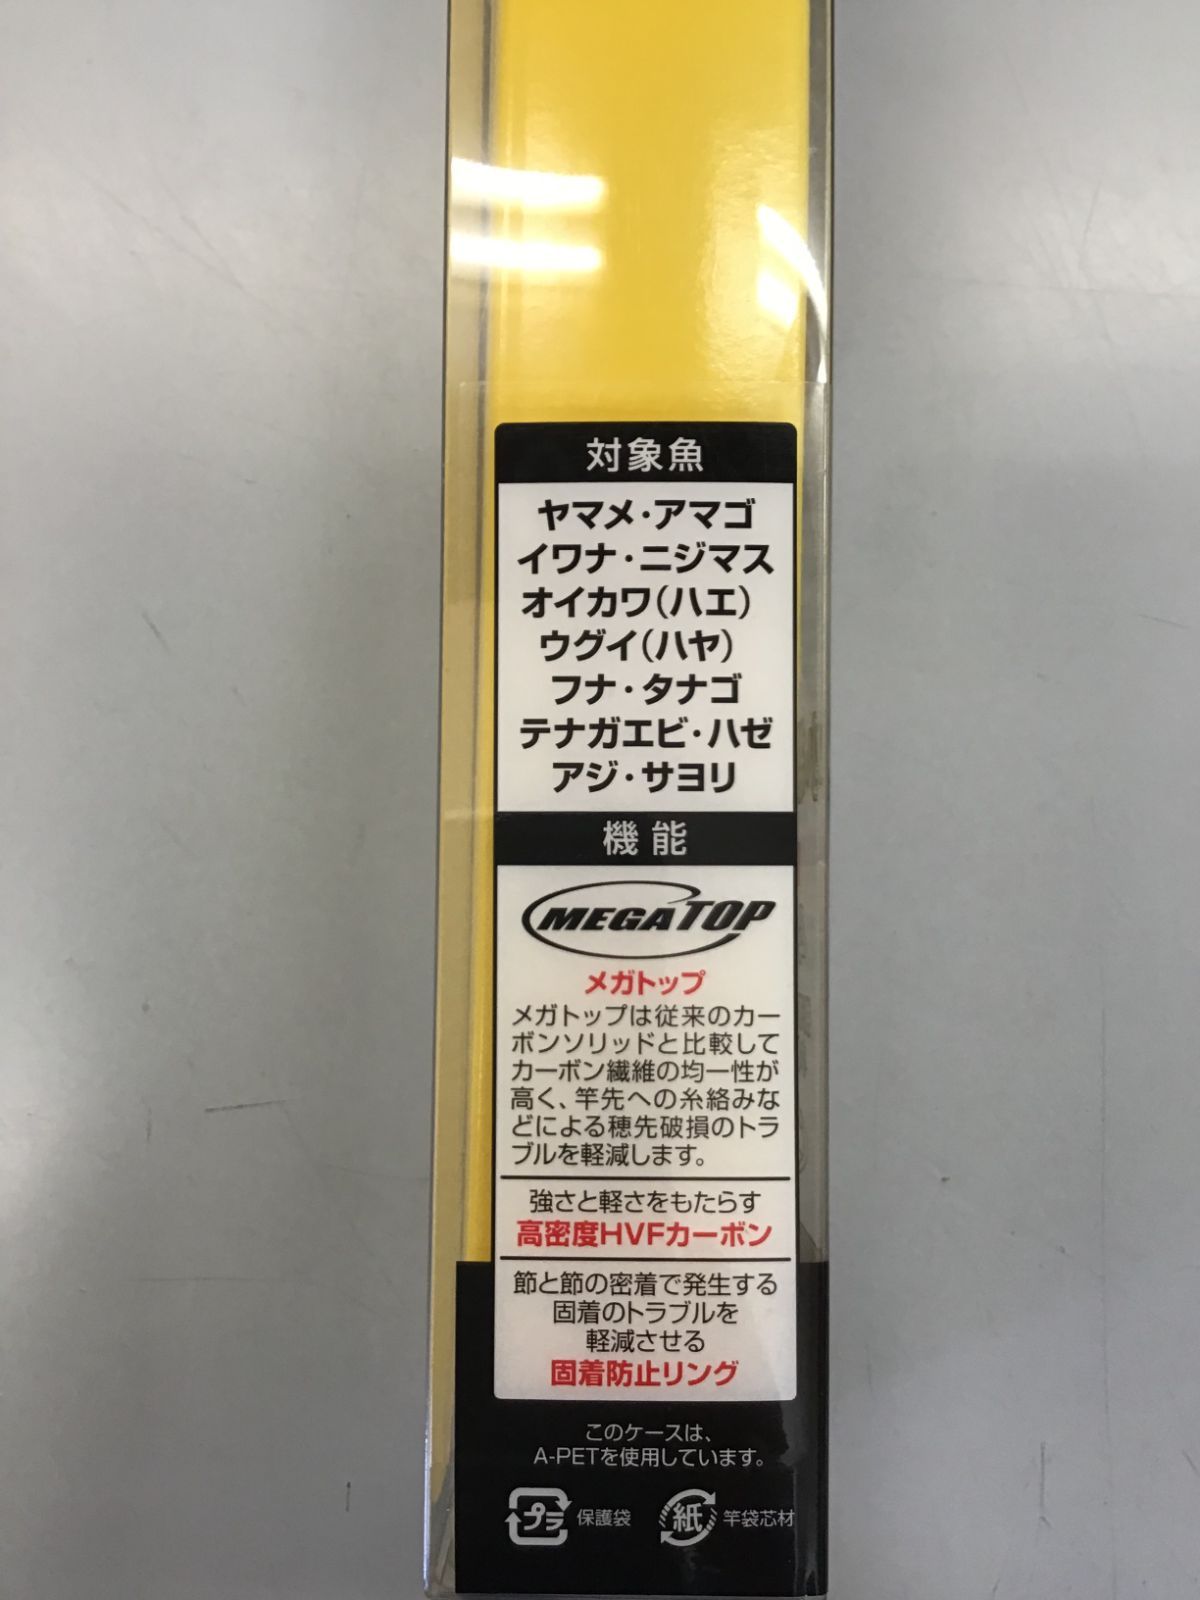 対象魚
ヤマメ・アマゴ
イワナ・ニジマス
オイカワ(ハエ)
ウグイ(ハヤ)
フナ・タナゴ
テナガエビ・ハゼ
アジ・サヨリ
機能
MEGATOP
メガトップ
メガトップは従来のカー
ボンソリッドと比較して
カーボン繊維の均一性が
高く、竿先への糸絡みな
どによる穂先破損のトラ
ブルを軽減します。
強さと軽さをもたらす
高密度HVFカーボン
節と節の密着で発生する
固着のトラブルを
軽減させる
固着防止リング
このケースは、
A-PETを使用しています。
プラ 保護袋 紙 竿袋芯材